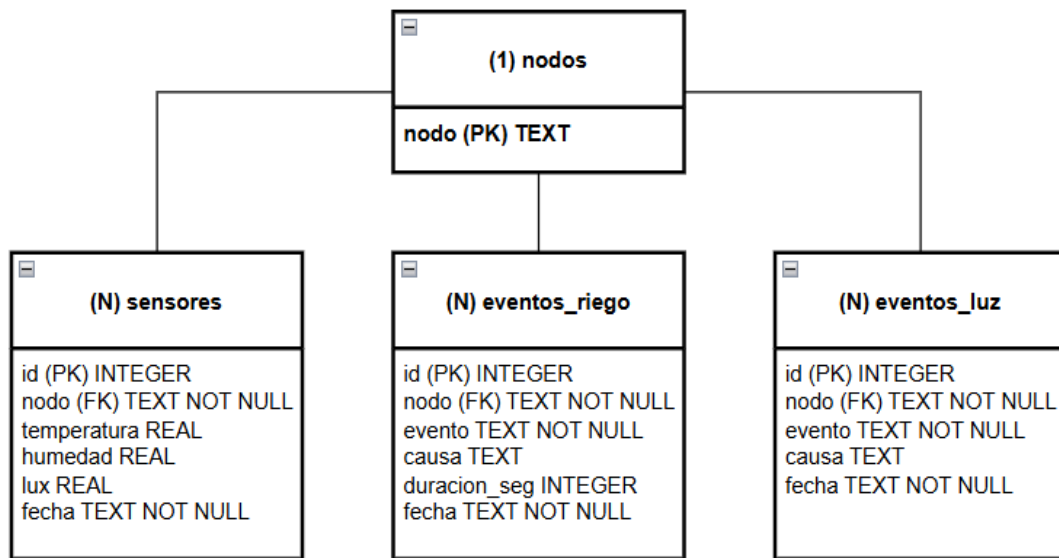 (1) nodos
nodo (PK) TEXT
(N) sensores
id (PK) INTEGER
nodo (FK) TEXT NOT NULL
temperatura REAL
humedad REAL
lux REAL
fecha TEXT NOT NULL
(N) eventos_riego
id (PK) INTEGER
nodo (FK) TEXT NOT NULL
evento TEXT NOT NULL
causa TEXT
duracion_seg INTEGER
fecha TEXT NOT NULL
(N) eventos_luz
id (PK) INTEGER
nodo (FK) TEXT NOT NULL
evento TEXT NOT NULL
causa TEXT
fecha TEXT NOT NULL